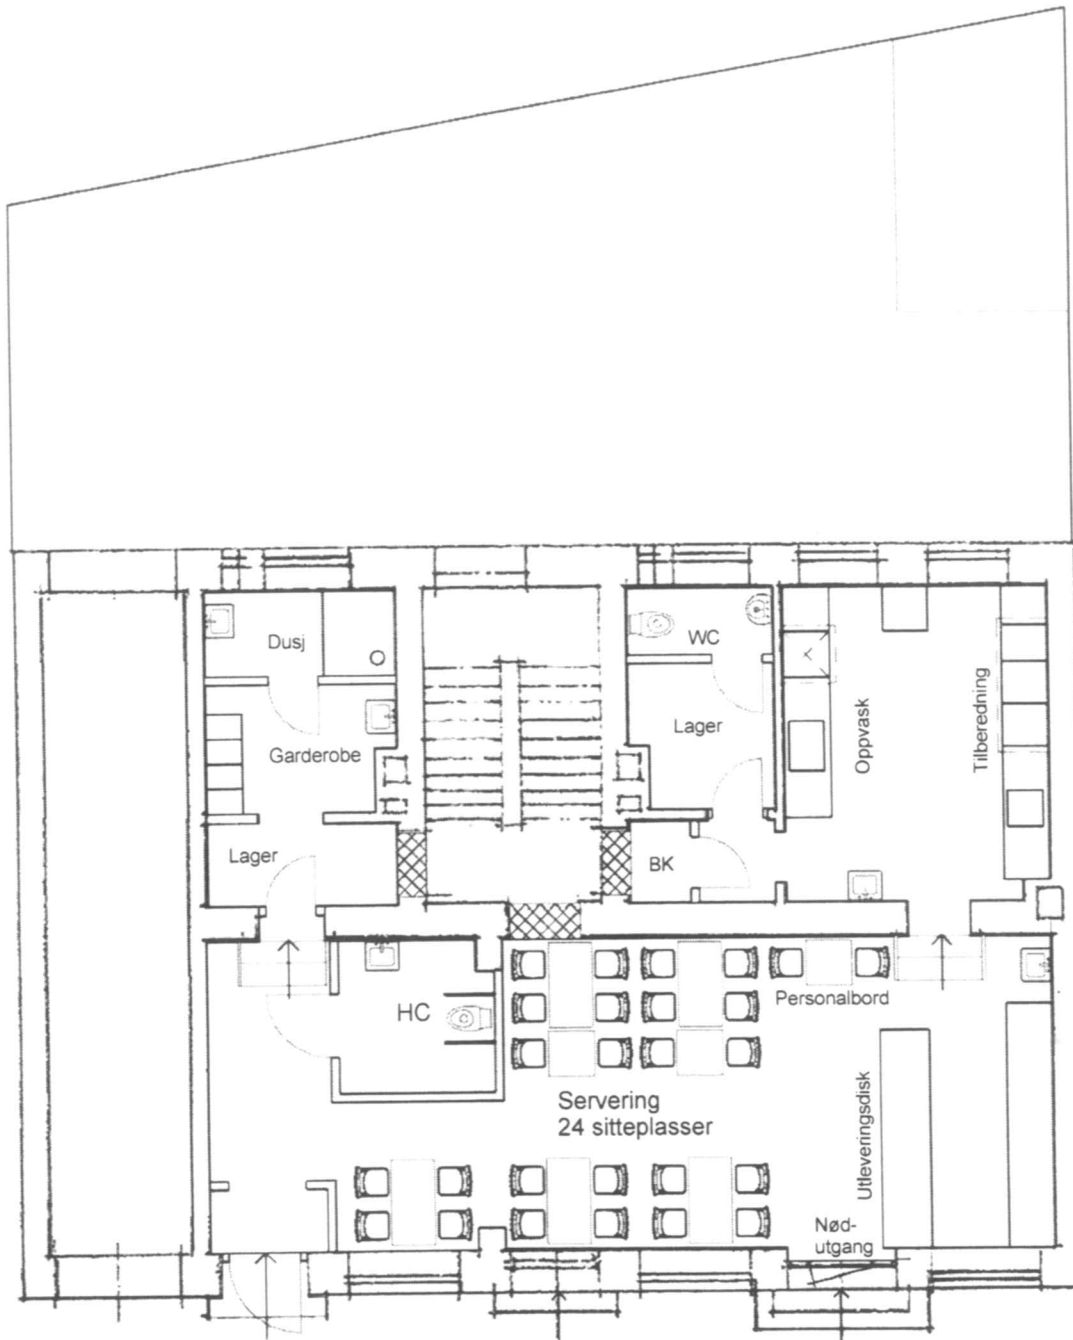 Dusj
WC
Garderobe
Lager
Oppvask
Tilberedning
Lager
BK
HC
Personalbord
Servering
24 sitteplasser
Utleveringsdisk
Nød-
utgang